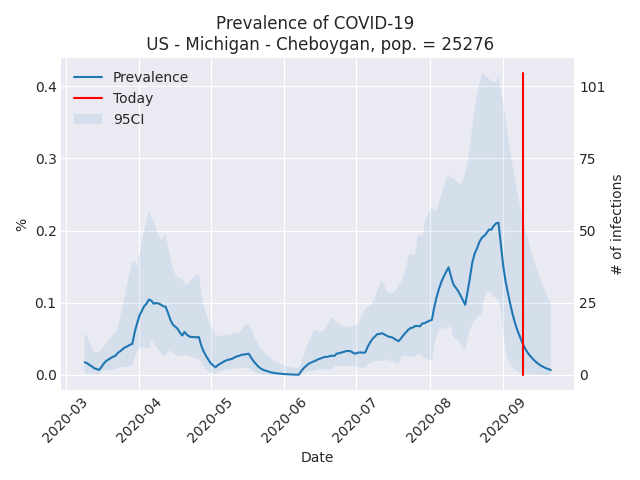 Prevalence of COVID-19
US - Michigan - Cheboygan, pop. = 25276
Prevalence
Today
95CI
0.4
0.3
0.2
0.1
0.0
%
101
75
50
25
0
# of infections
2020-03
2020-04
2020-05
2020-06
2020-07
2020-08
2020-09
Date